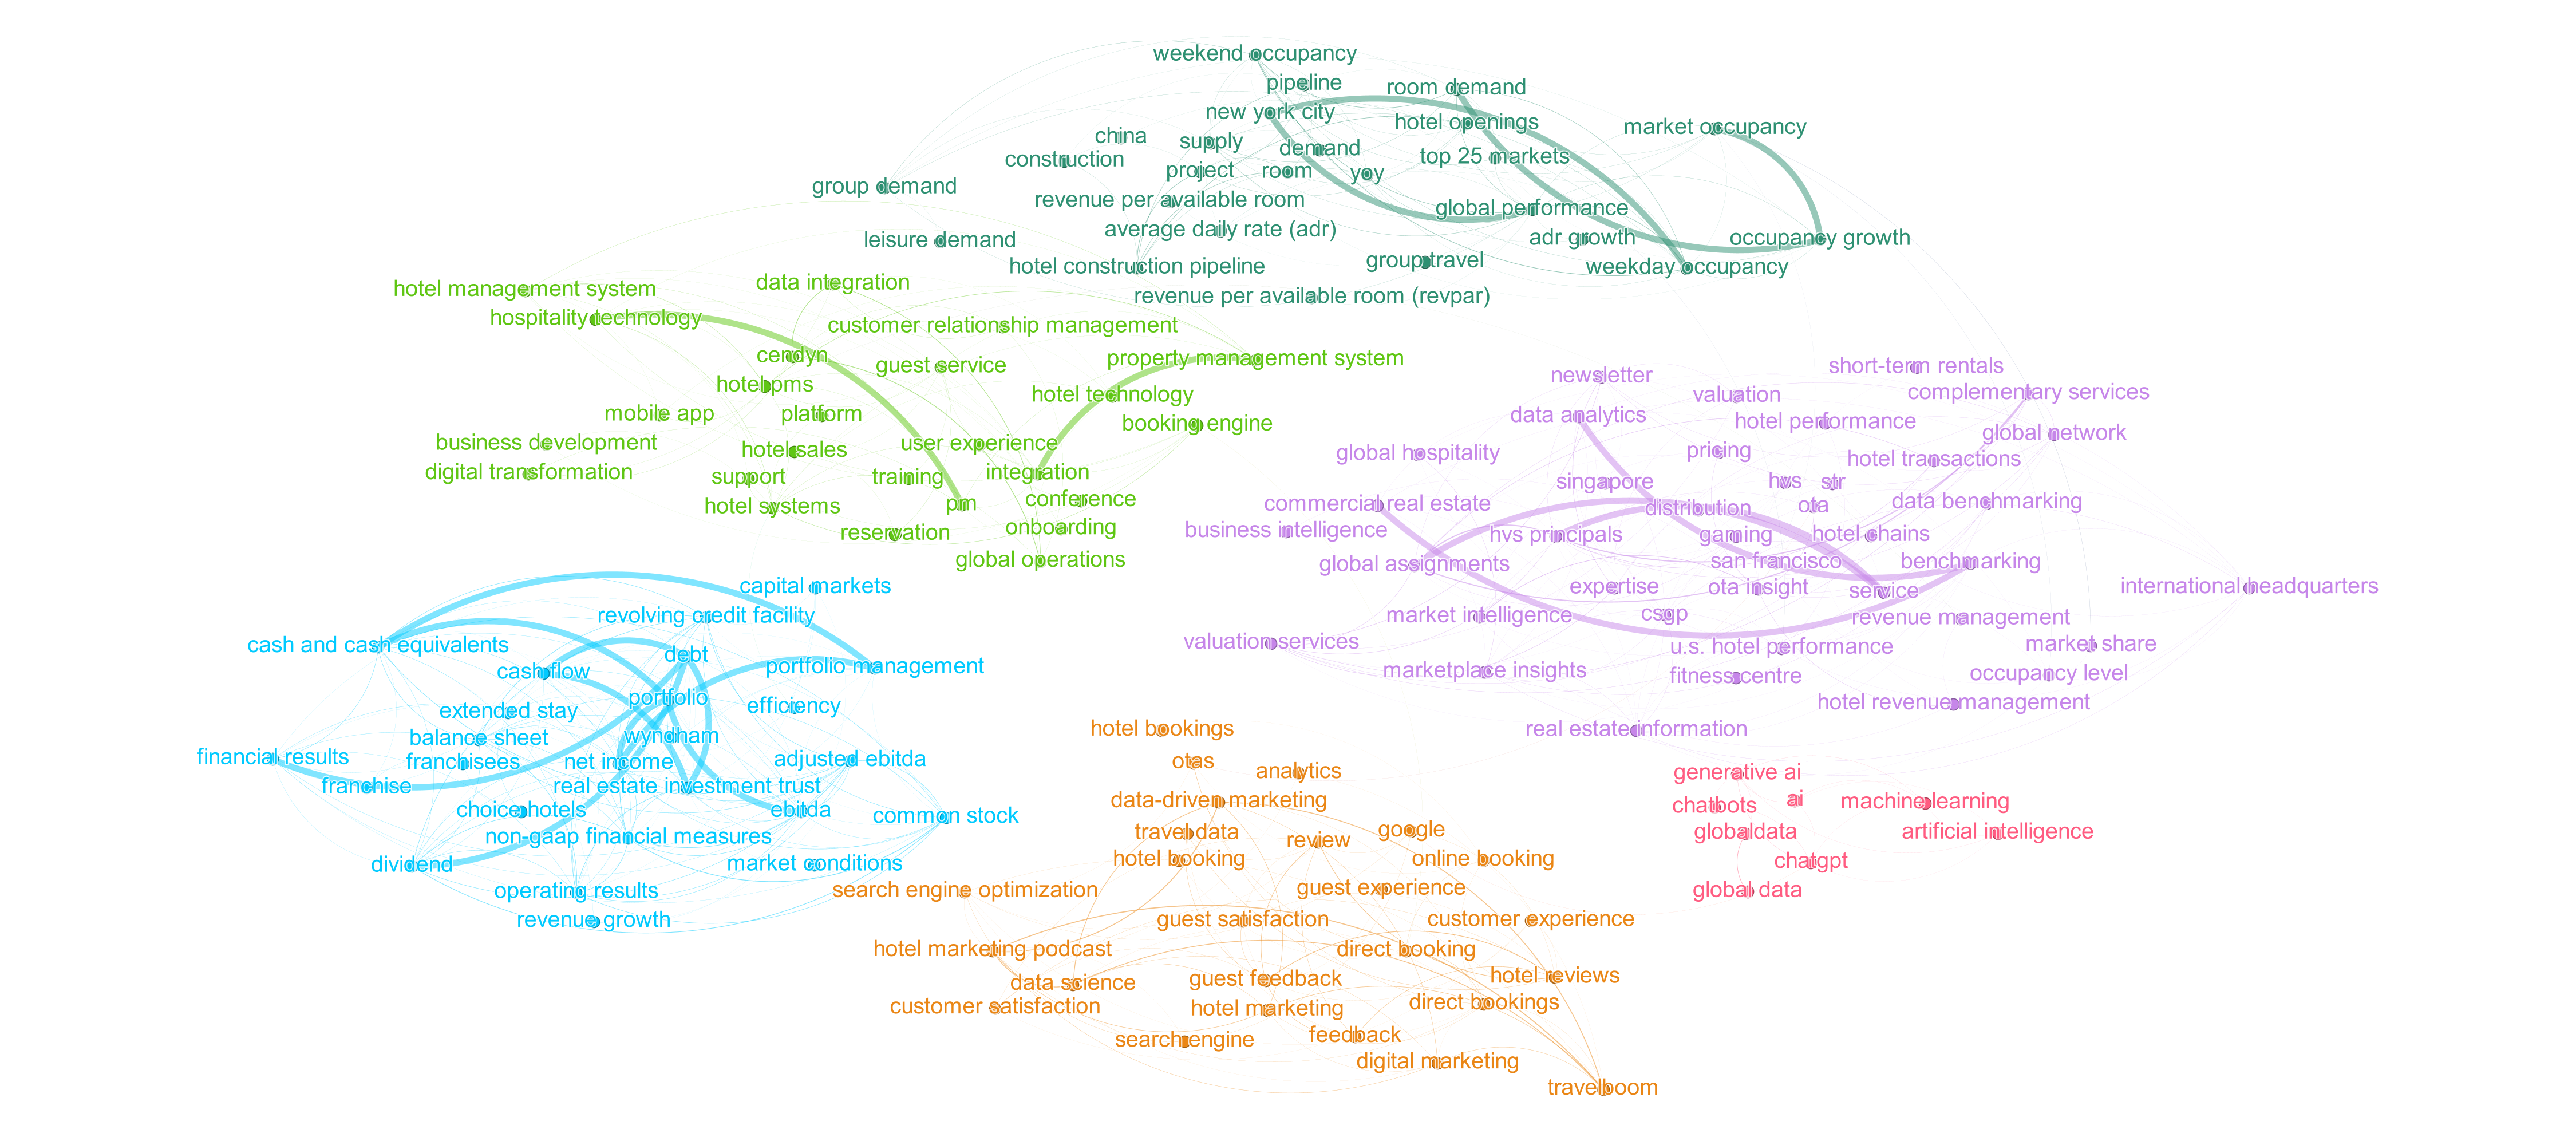 weekend occupancy
pipeline
room demand
new york city
hotel openings
market occupancy
china
supply
demand
construction
top 25 markets
project
room
yoy
group demand
revenue per available room
global performance
average daily rate (adr)
adr growth
occupancy growth
leisure demand
hotel construction pipeline
group travel
weekday occupancy
revenue per available room (revpar)
data integration
hotel management system
hospitality technology
customer relationship management
cendyn
guest service
property management system
hotel pms
hotel technology
mobile app
platform
booking engine
business development
hotel sales
user experience
digital transformation
support
training
integration
hotel systems
pm
conference
reservation
onboarding
global operations
newsletter
valuation
short-term rentals
complementary services
data analytics
hotel performance
global network
global hospitality
pricing
hotel transactions
singapore
hvs
str
commercial real estate
distribution
ota
data benchmarking
business intelligence
hvs principals
gaming
hotel chains
global assignments
san francisco
benchmarking
expertise
ota insight
service
international headquarters
market intelligence
csgp
revenue management
valuation services
u.s. hotel performance
market share
marketplace insights
fitness centre
occupancy level
hotel revenue management
real estate information
capital markets
revolving credit facility
cash and cash equivalents
debt
cash flow
portfolio management
portfolio
extended stay
efficiency
balance sheet
wyndham
financial results
franchisees
net income
adjusted ebitda
franchise
real estate investment trust
choice hotels
ebitda
common stock
non-gaap financial measures
dividend
market conditions
operating results
revenue growth
hotel bookings
otas
analytics
data-driven marketing
travel data
review
google
hotel booking
online booking
search engine optimization
guest experience
guest satisfaction
customer experience
hotel marketing podcast
direct booking
data science
guest feedback
hotel reviews
customer satisfaction
hotel marketing
direct bookings
search engine
feedback
digital marketing
travelboom
generative ai
chatbots
ai
machine learning
globaldata
artificial intelligence
chatgpt
global data